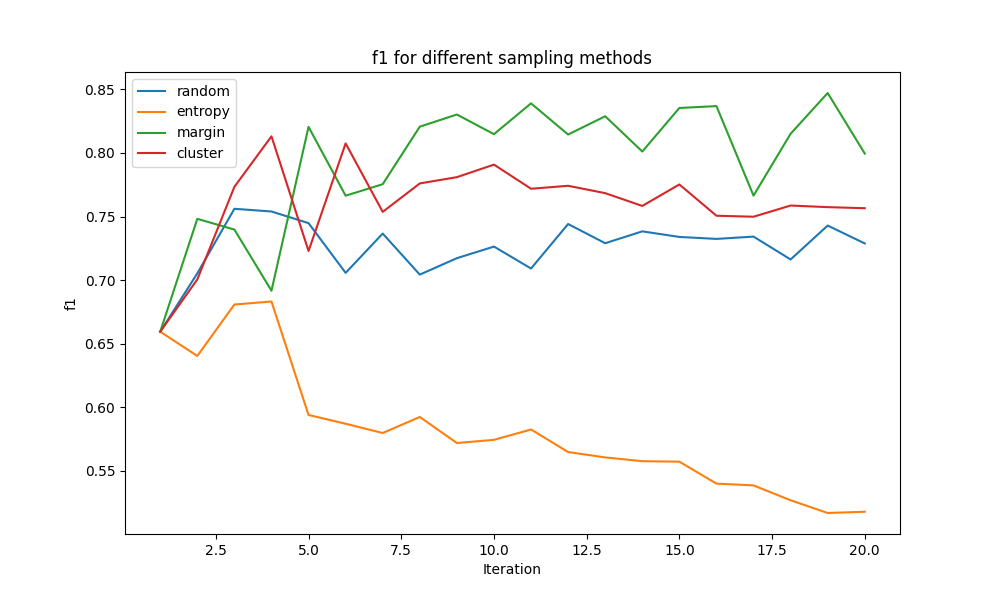 f1 for different sampling methods
random
entropy
margin
cluster
0.85
0.80
0.75
0.70
0.65
0.60
0.55
f1
2.5 5.0 7.5 10.0 12.5 15.0 17.5 20.0
Iteration